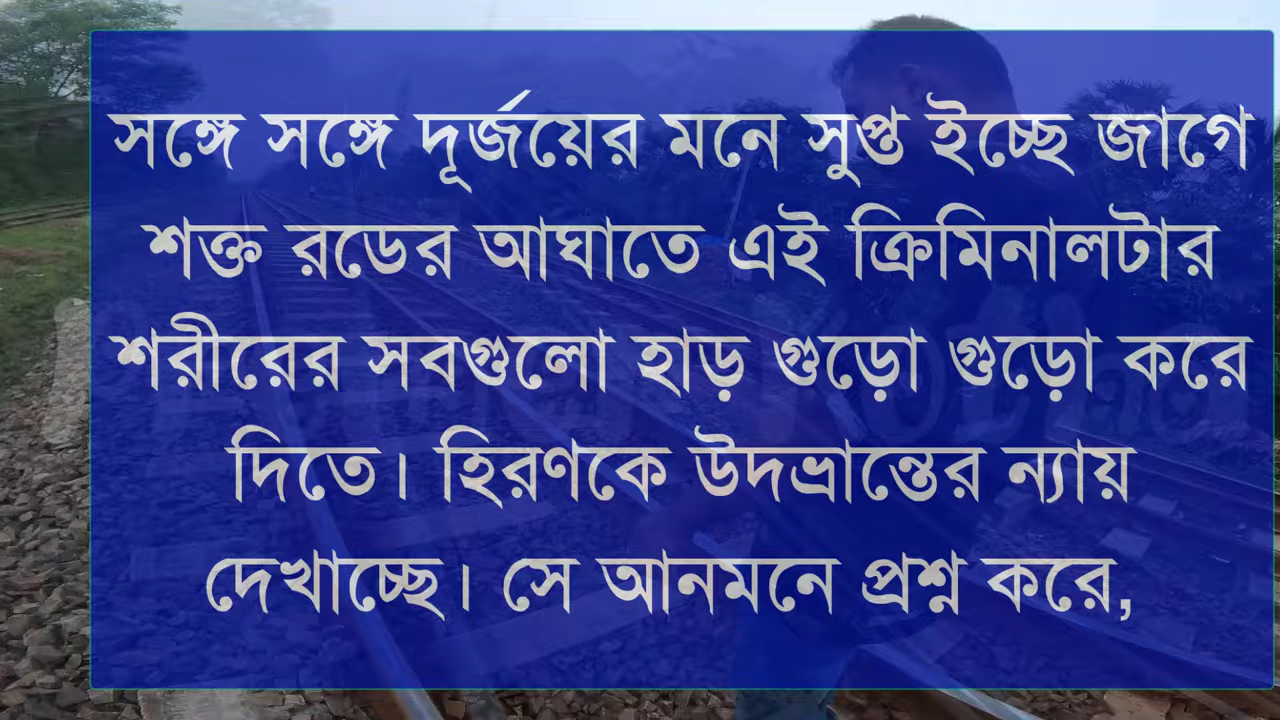 সঙ্গে সঙ্গে দূর্জয়ের মনে সুপ্ত ইচ্ছে জাগে
শক্ত রডের আঘাতে এই ক্রিমিনালটার
শরীরের সবগুলো হাড় গুড়ো গুড়ো করে
দিতে। হিরণকে উদভ্রান্তের ন্যায়
দেখাচ্ছে। সে আনমনে প্রশ্ন করে,